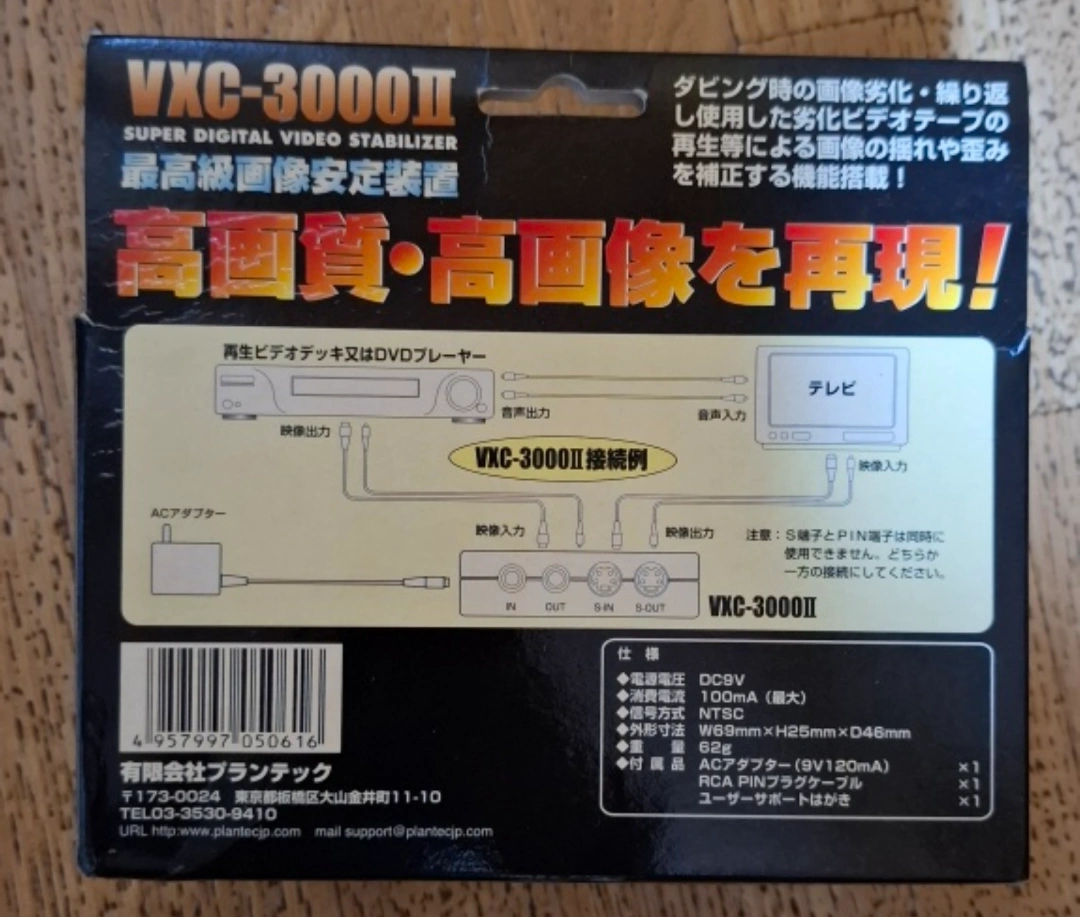 VXC-3000Ⅱ
SUPER DIGITAL VIDEO STABILIZER
最高級画像安定装置
ダビング時の画像劣化・繰り返
し使用した劣化ビデオテープの
再生等による画像の揺れや歪み
を補正する機能搭載！
高画質・高画像を再現！
再生ビデオデッキ又はDVDプレーヤー
テレビ
音声出力
音声入力
映像出力
VXC-3000Ⅱ接続例
映像入力
ACアダプター
映像入力
映像出力
注意：S端子とPIN端子は同時に
使用できません。どちらか
一方の接続にしてください。
IN OUT S-IN S-OUT
VXC-3000Ⅱ
4 957997 050616
有限会社プランテック
〒173-0024 東京都板橋区大山金井町11-10
TEL03-3530-9410
URL http:www.plantecjp.com mail support@plantecjp.com
仕 様
◆電源電圧 DC9V
◆消費電流 100mA（最大）
◆信号方式 NTSC
◆外形寸法 W69mm×H25mm×D46mm
◆重 量 62g
◆付 属 品 ACアダプター（9V120mA） ×1
RCA PINプラグケーブル ×1
ユーザーサポートはがき ×1